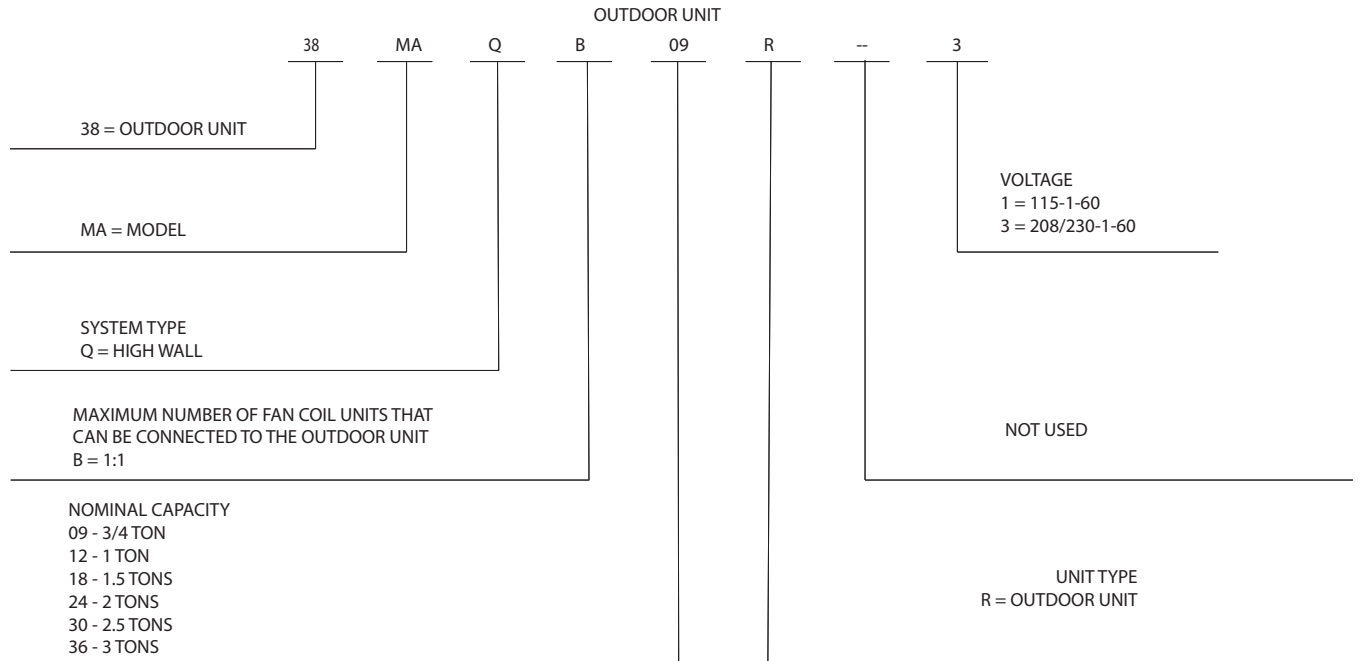 OUTDOOR UNIT
38 MA Q B 09 R -- 3
38 = OUTDOOR UNIT
MA = MODEL
SYSTEM TYPE
Q = HIGH WALL
MAXIMUM NUMBER OF FAN COIL UNITS THAT
CAN BE CONNECTED TO THE OUTDOOR UNIT
B = 1:1
NOMINAL CAPACITY
09 - 3/4 TON
12 - 1 TON
18 - 1.5 TONS
24 - 2 TONS
30 - 2.5 TONS
36 - 3 TONS
VOLTAGE
1 = 115-1-60
3 = 208/230-1-60
NOT USED
UNIT TYPE
R = OUTDOOR UNIT